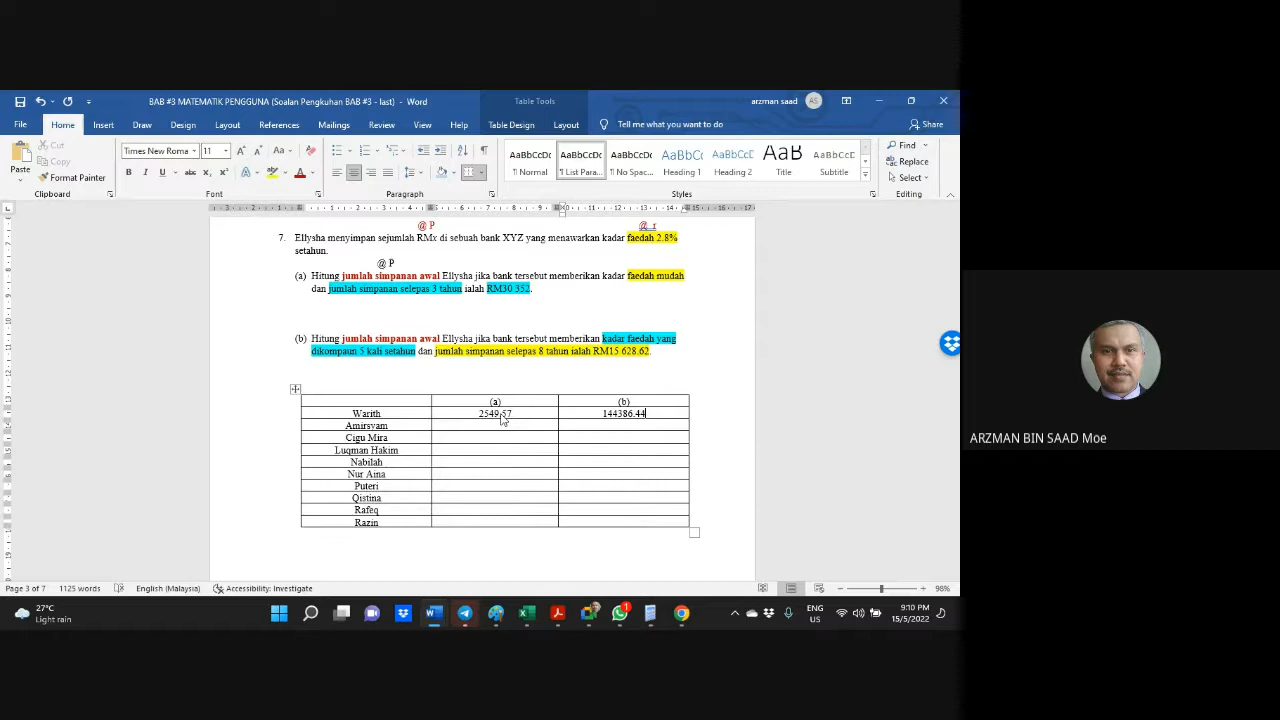 BAB #3 MATEMATIK PENGGUNA (Soalan Pengkuhan BAB #3 - last) - Word
Table Tools
arzman saad
AS
File
Home
Insert
Draw
Design
Layout
References
Mailings
Review
View
Help
Table Design
Layout
Tell me what you want to do
Share
Paste
Cut
Copy
Format Painter
Clipboard
Times New Roma
11
Font
Paragraph
AaBbCcDc
¶ Normal
AaBbCcDc
¶ List Para...
AaBbCcDc
¶ No Spac...
AaBbC
Heading 1
AaBbCc
Heading 2
AaB
Title
AaBbCcD
Subtitle
Styles
Find
Replace
Select
Editing
@ P
@ r
7. Ellysha menyimpan sejumlah RMx di sebuah bank XYZ yang menawarkan kadar faedah 2.8%
setahun.
@ P
(a) Hitung jumlah simpanan awal Ellysha jika bank tersebut memberikan kadar faedah mudah
dan jumlah simpanan selepas 3 tahun ialah RM30 352.
(b) Hitung jumlah simpanan awal Ellysha jika bank tersebut memberikan kadar faedah yang
dikompaun 5 kali setahun dan jumlah simpanan selepas 8 tahun ialah RM15 628.62.
(a) (b)
Warith 2549.57 144386.44
Amirsyam
Cigu Mira
Luqman Hakim
Nabilah
Nur Aina
Puteri
Qistina
Rafeq
Razin
ARZMAN BIN SAAD Moe
Page 3 of 7
1125 words
English (Malaysia)
Accessibility: Investigate
98%
27°C
Light rain
1
ENG
US
9:10 PM
15/5/2022